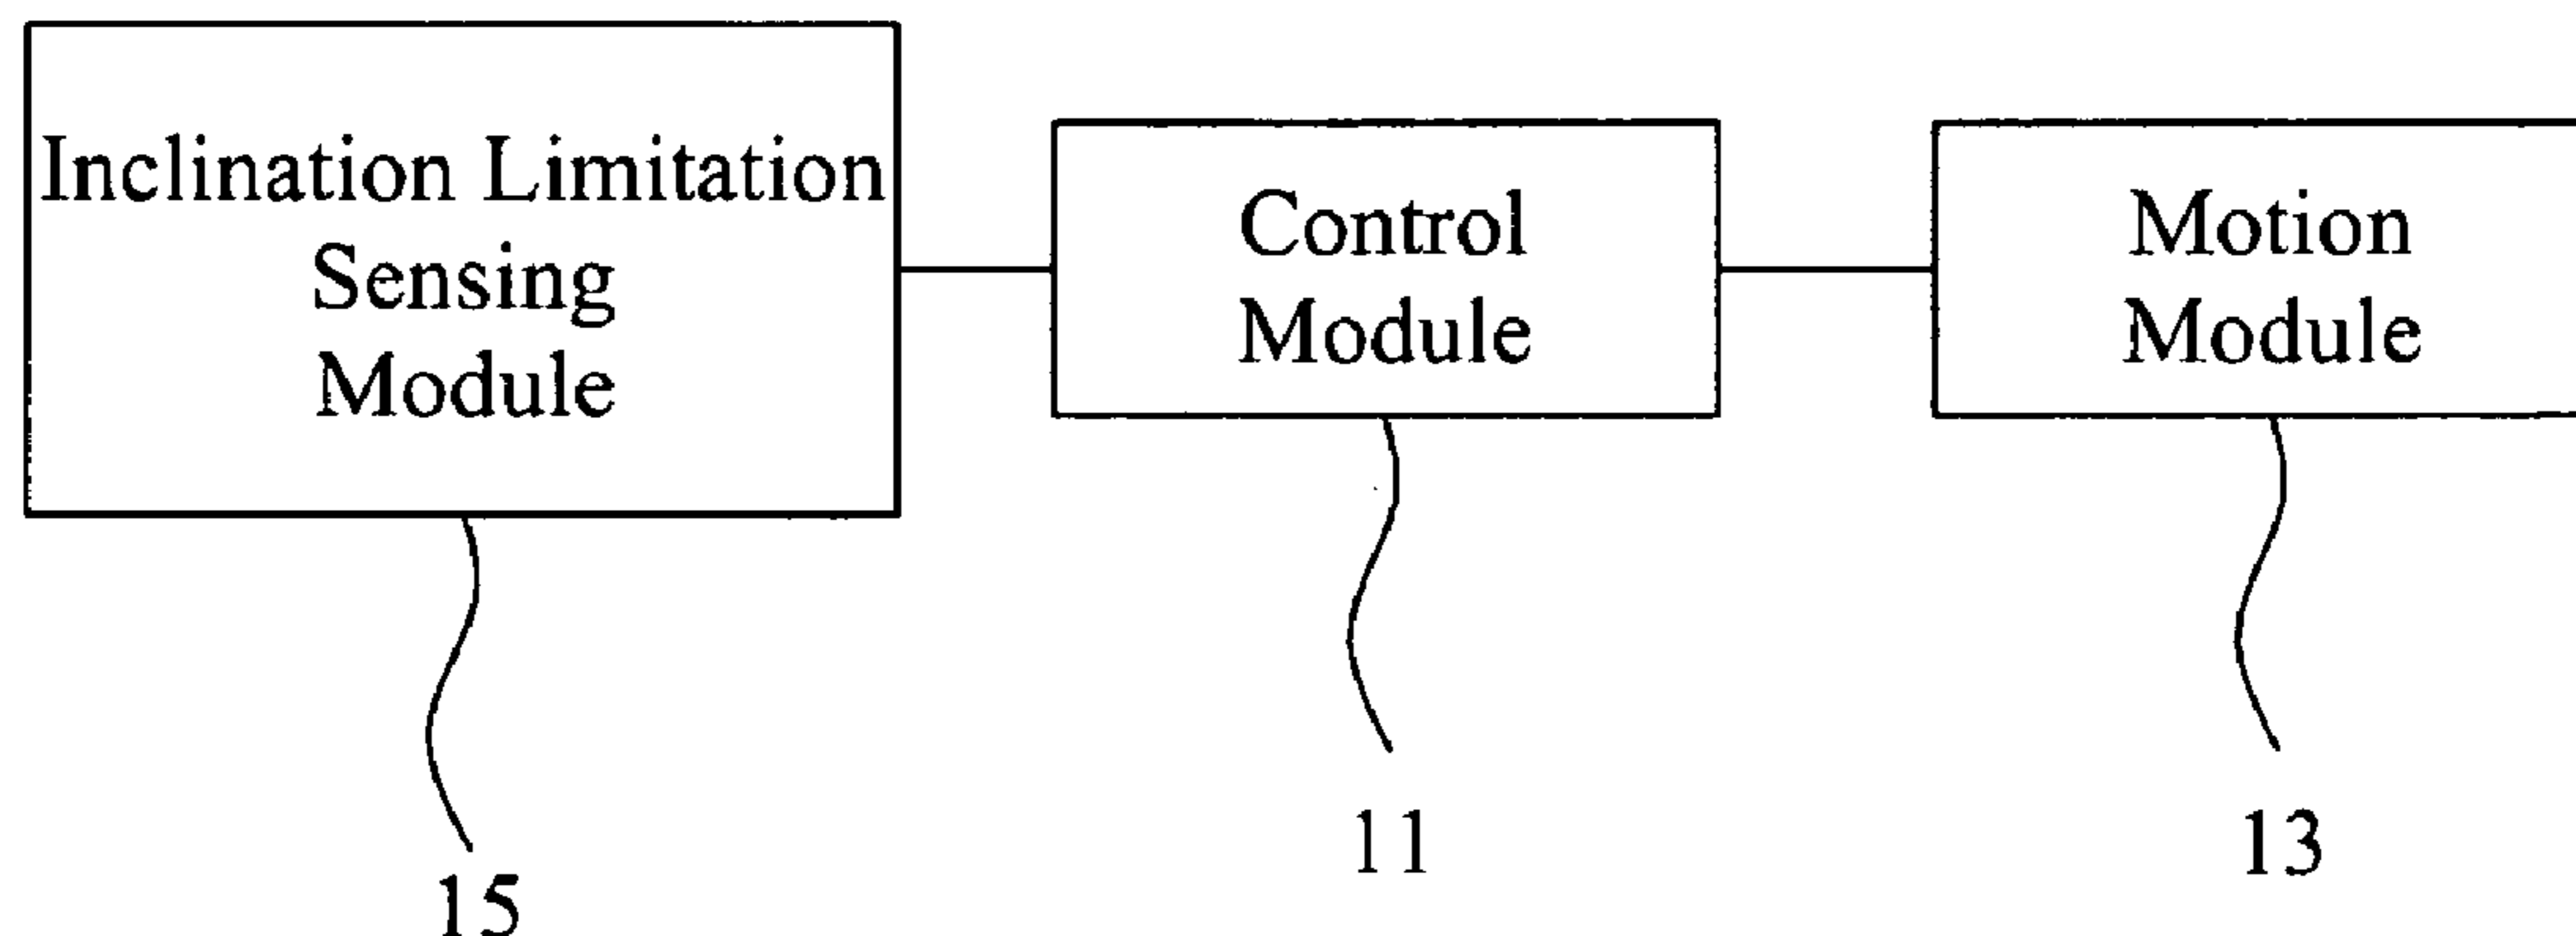 Inclination Limitation
Sensing
Module
Control
Module
Motion
Module
15
11
13